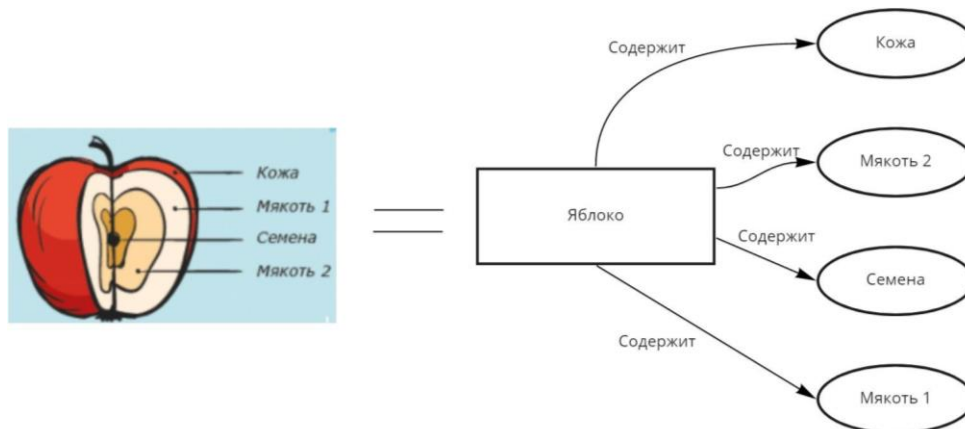 Кожа
Мякоть 1
Семена
Мякоть 2
Яблоко
Содержит
Кожа
Содержит
Мякоть 2
Содержит
Семена
Содержит
Мякоть 1